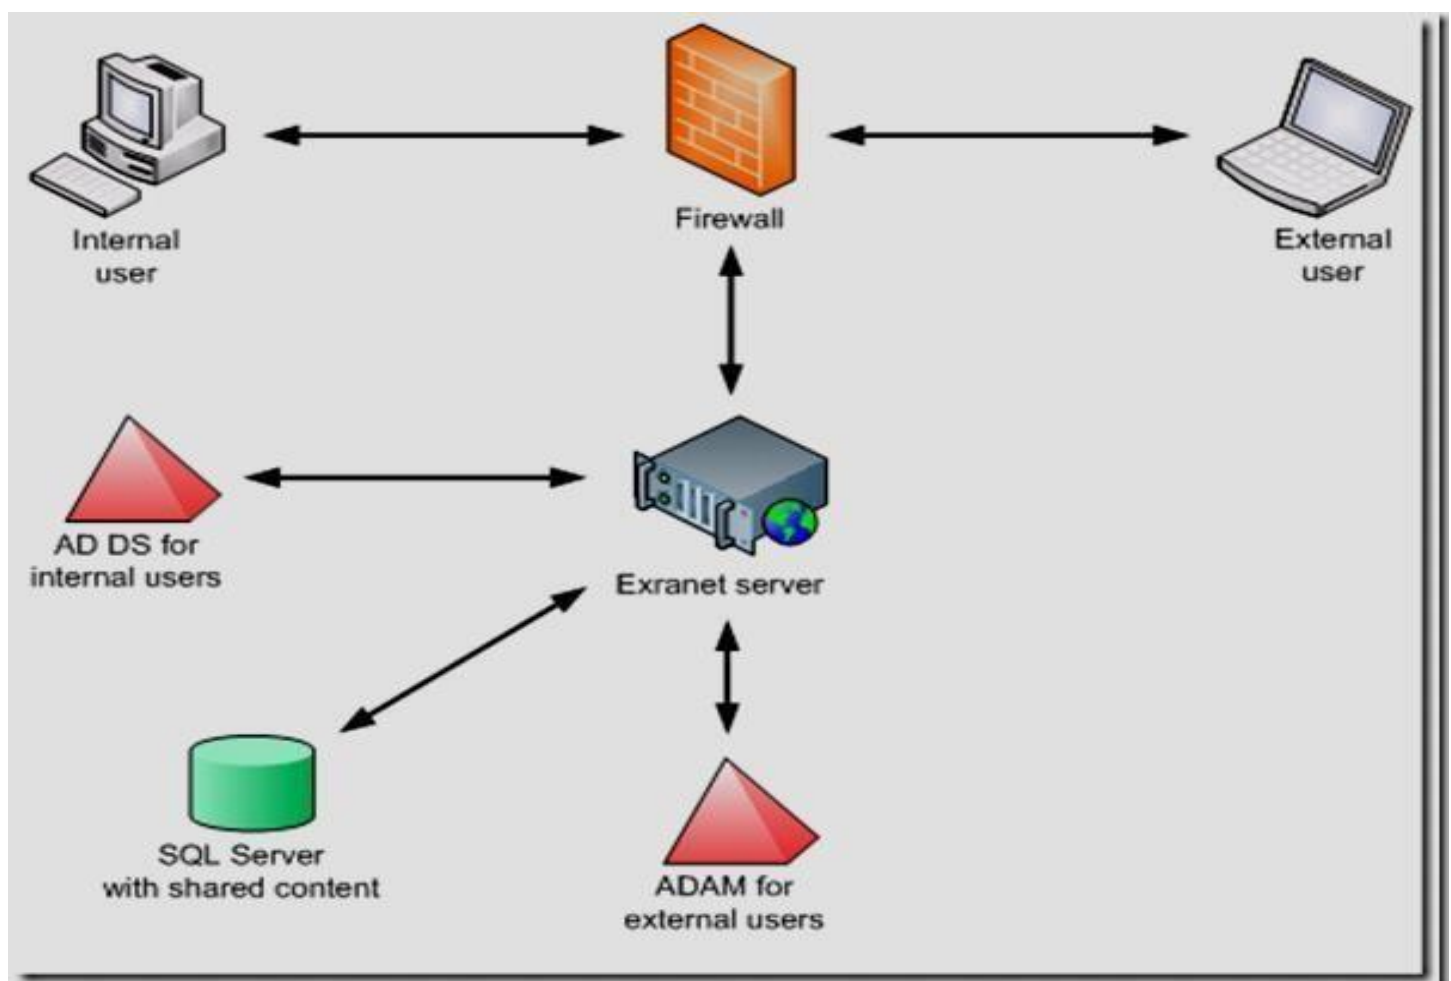 Internal
user
Firewall
External
user
AD DS for
internal users
Exranet server
SQL Server
with shared content
ADAM for
external users